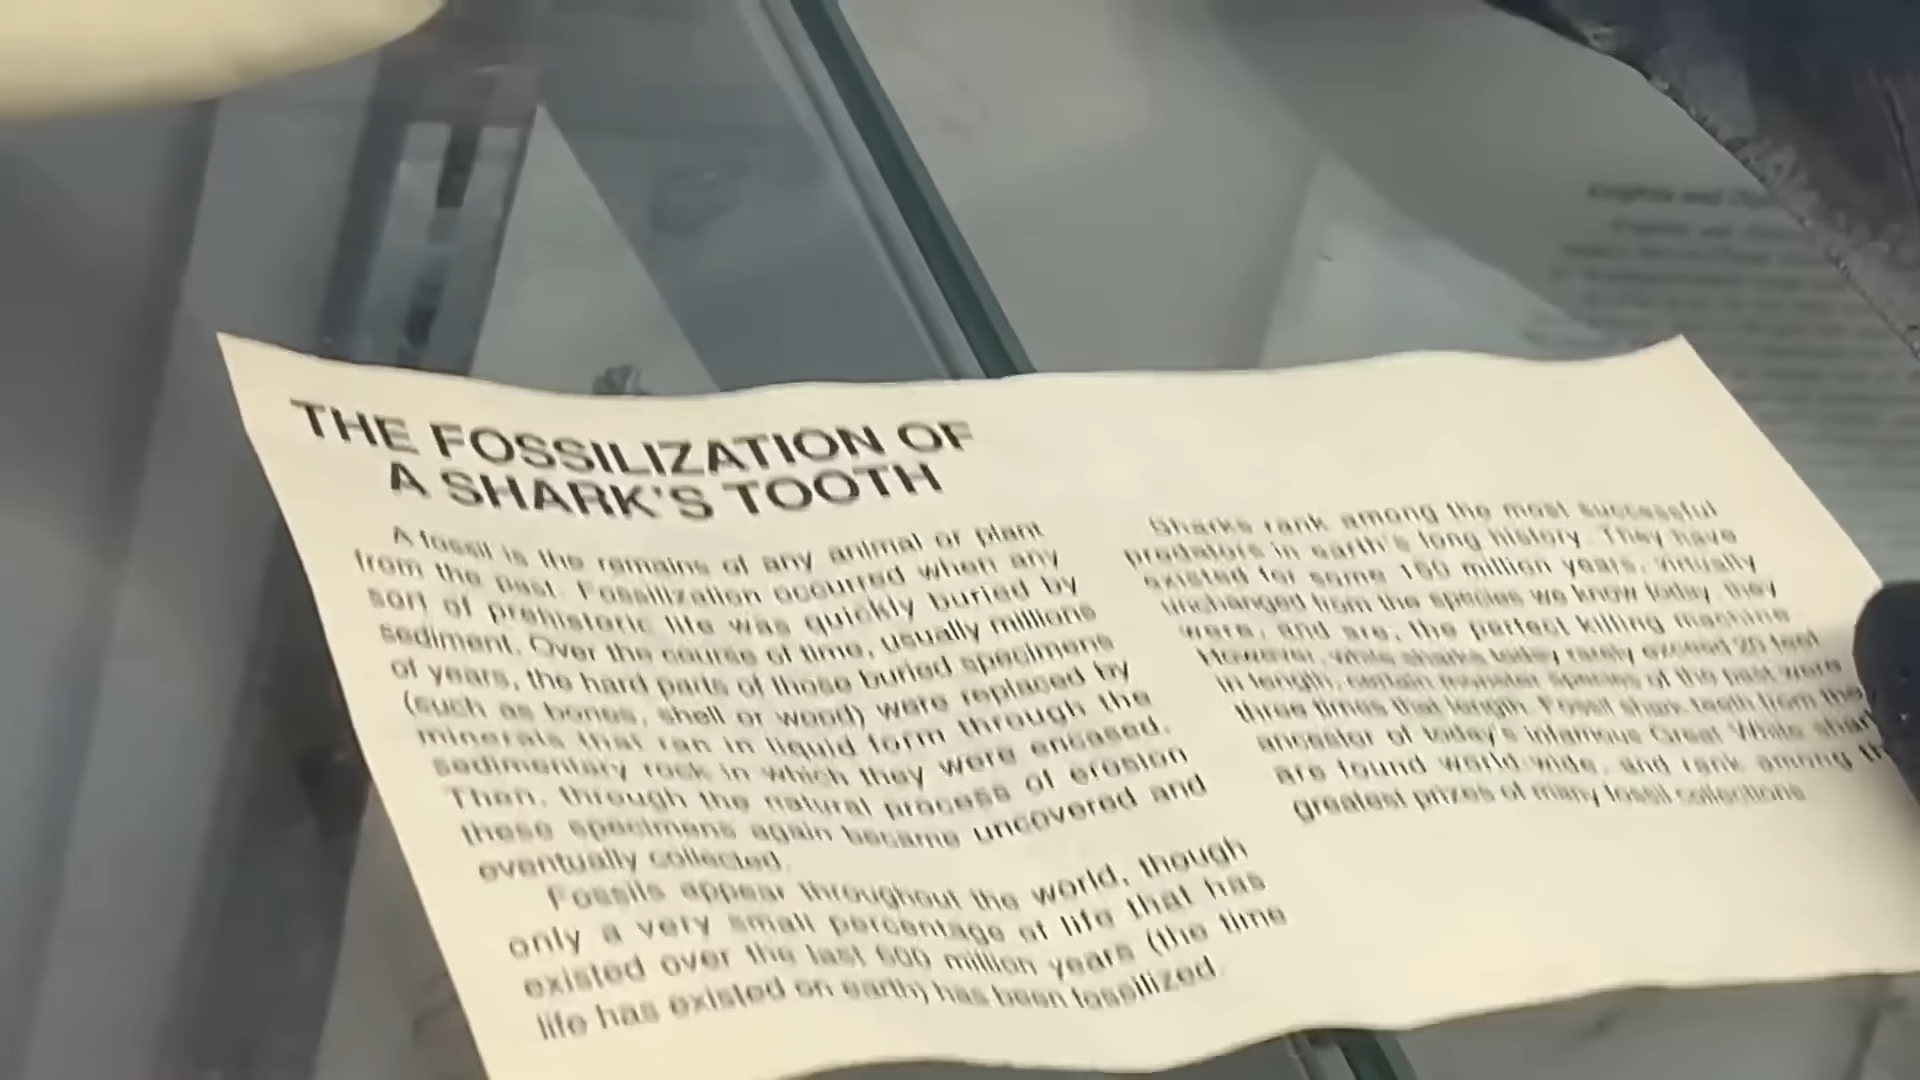 THE FOSSILIZATION OF
A SHARK'S TOOTH
A fossil is the remains of any animal or plant
from the past. Fossilization occurred when any
sort of prehistoric life was quickly buried by
sediment. Over the course of time, usually millions
of years, the hard parts of those buried specimens
(such as bones, shell or wood) were replaced by
minerals that ran in liquid form through the
sedimentary rock in which they were encased.
Then, through the natural process of erosion
these specimens again became uncovered and
eventually collected.
Fossils appear throughout the world, though
only a very small percentage of life that has
existed over the last 600 million years (the time
life has existed on earth) has been fossilized.
Sharks rank among the most successful
predators in earth's long history. They have
existed for some 150 million years, virtually
unchanged from the species we know today, they
were, and are, the perfect killing machine.
However, while sharks today rarely exceed 20 feet
in length, certain monster species of the past were
three times that length. Fossil shark teeth from the
ancestor of today's infamous Great White shark
are found world-wide, and rank among th
greatest prizes of many fossil collections